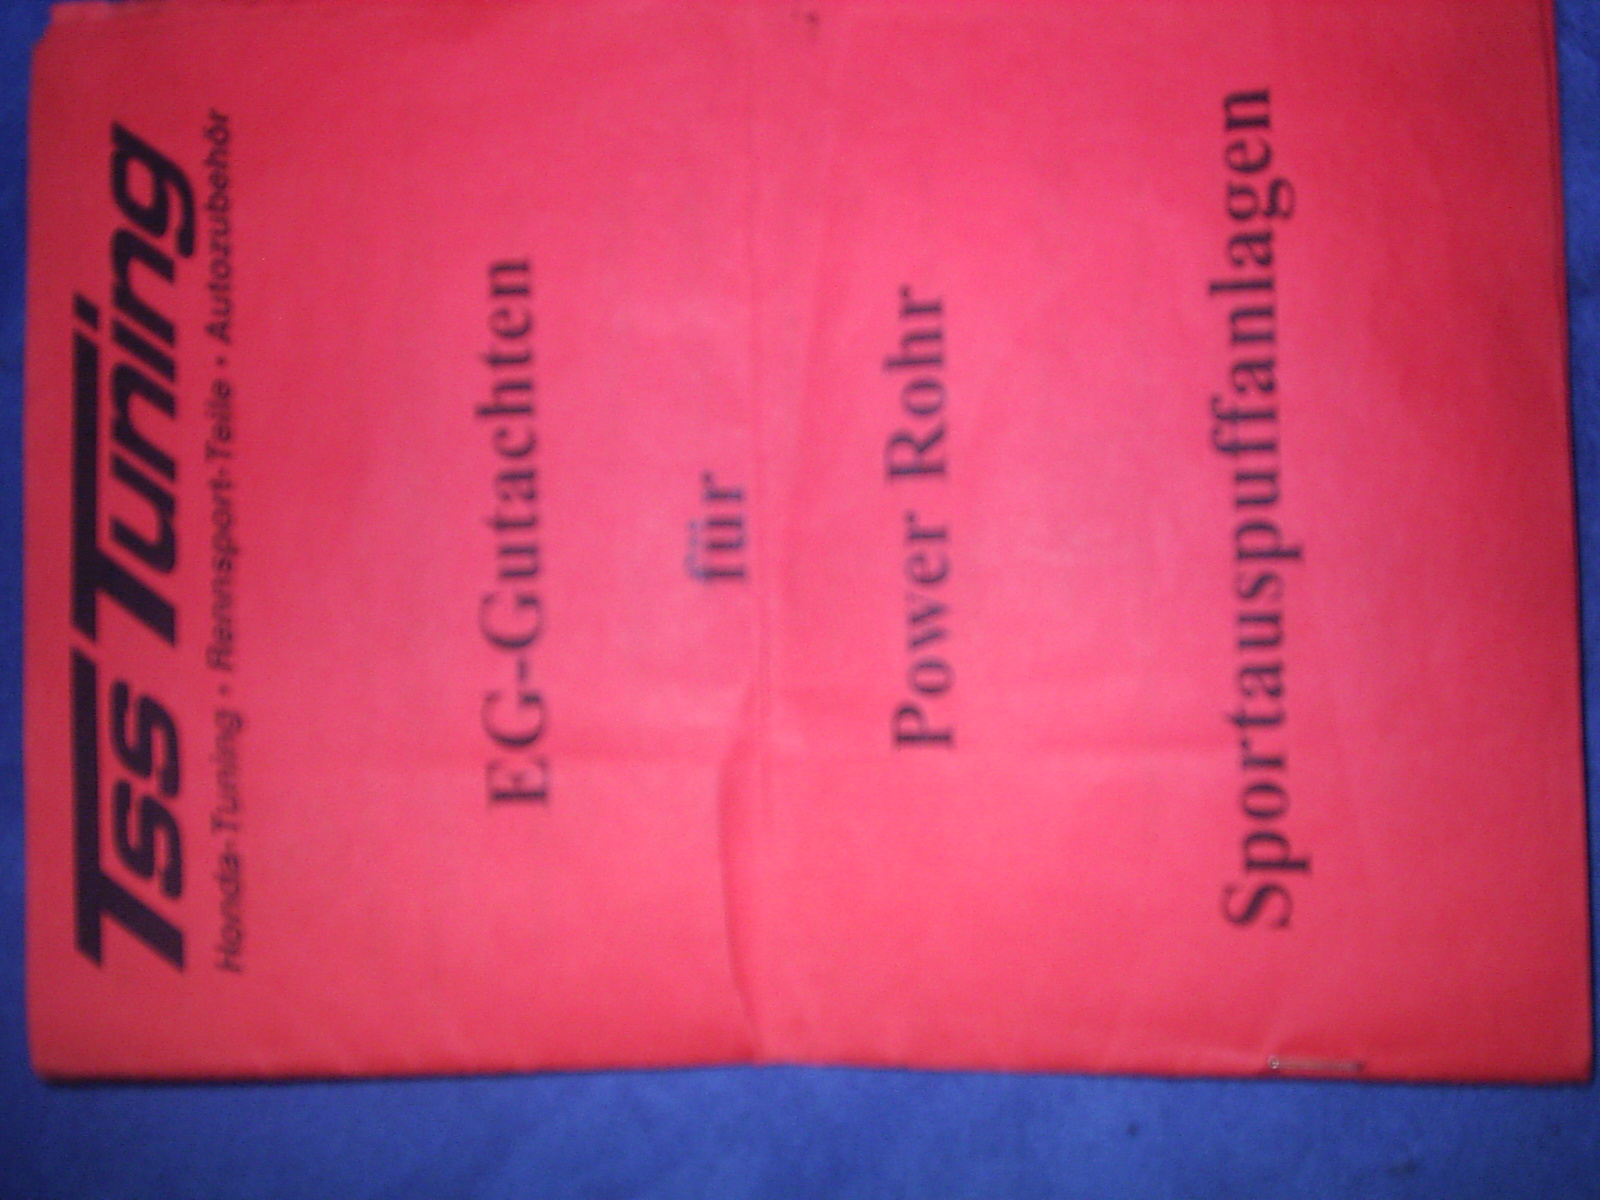 Tss Tuning
Honda-Tuning • Rennsport-Teile • Autozubehör
EG-Gutachten
für
Power Rohr
Sportauspuffanlagen